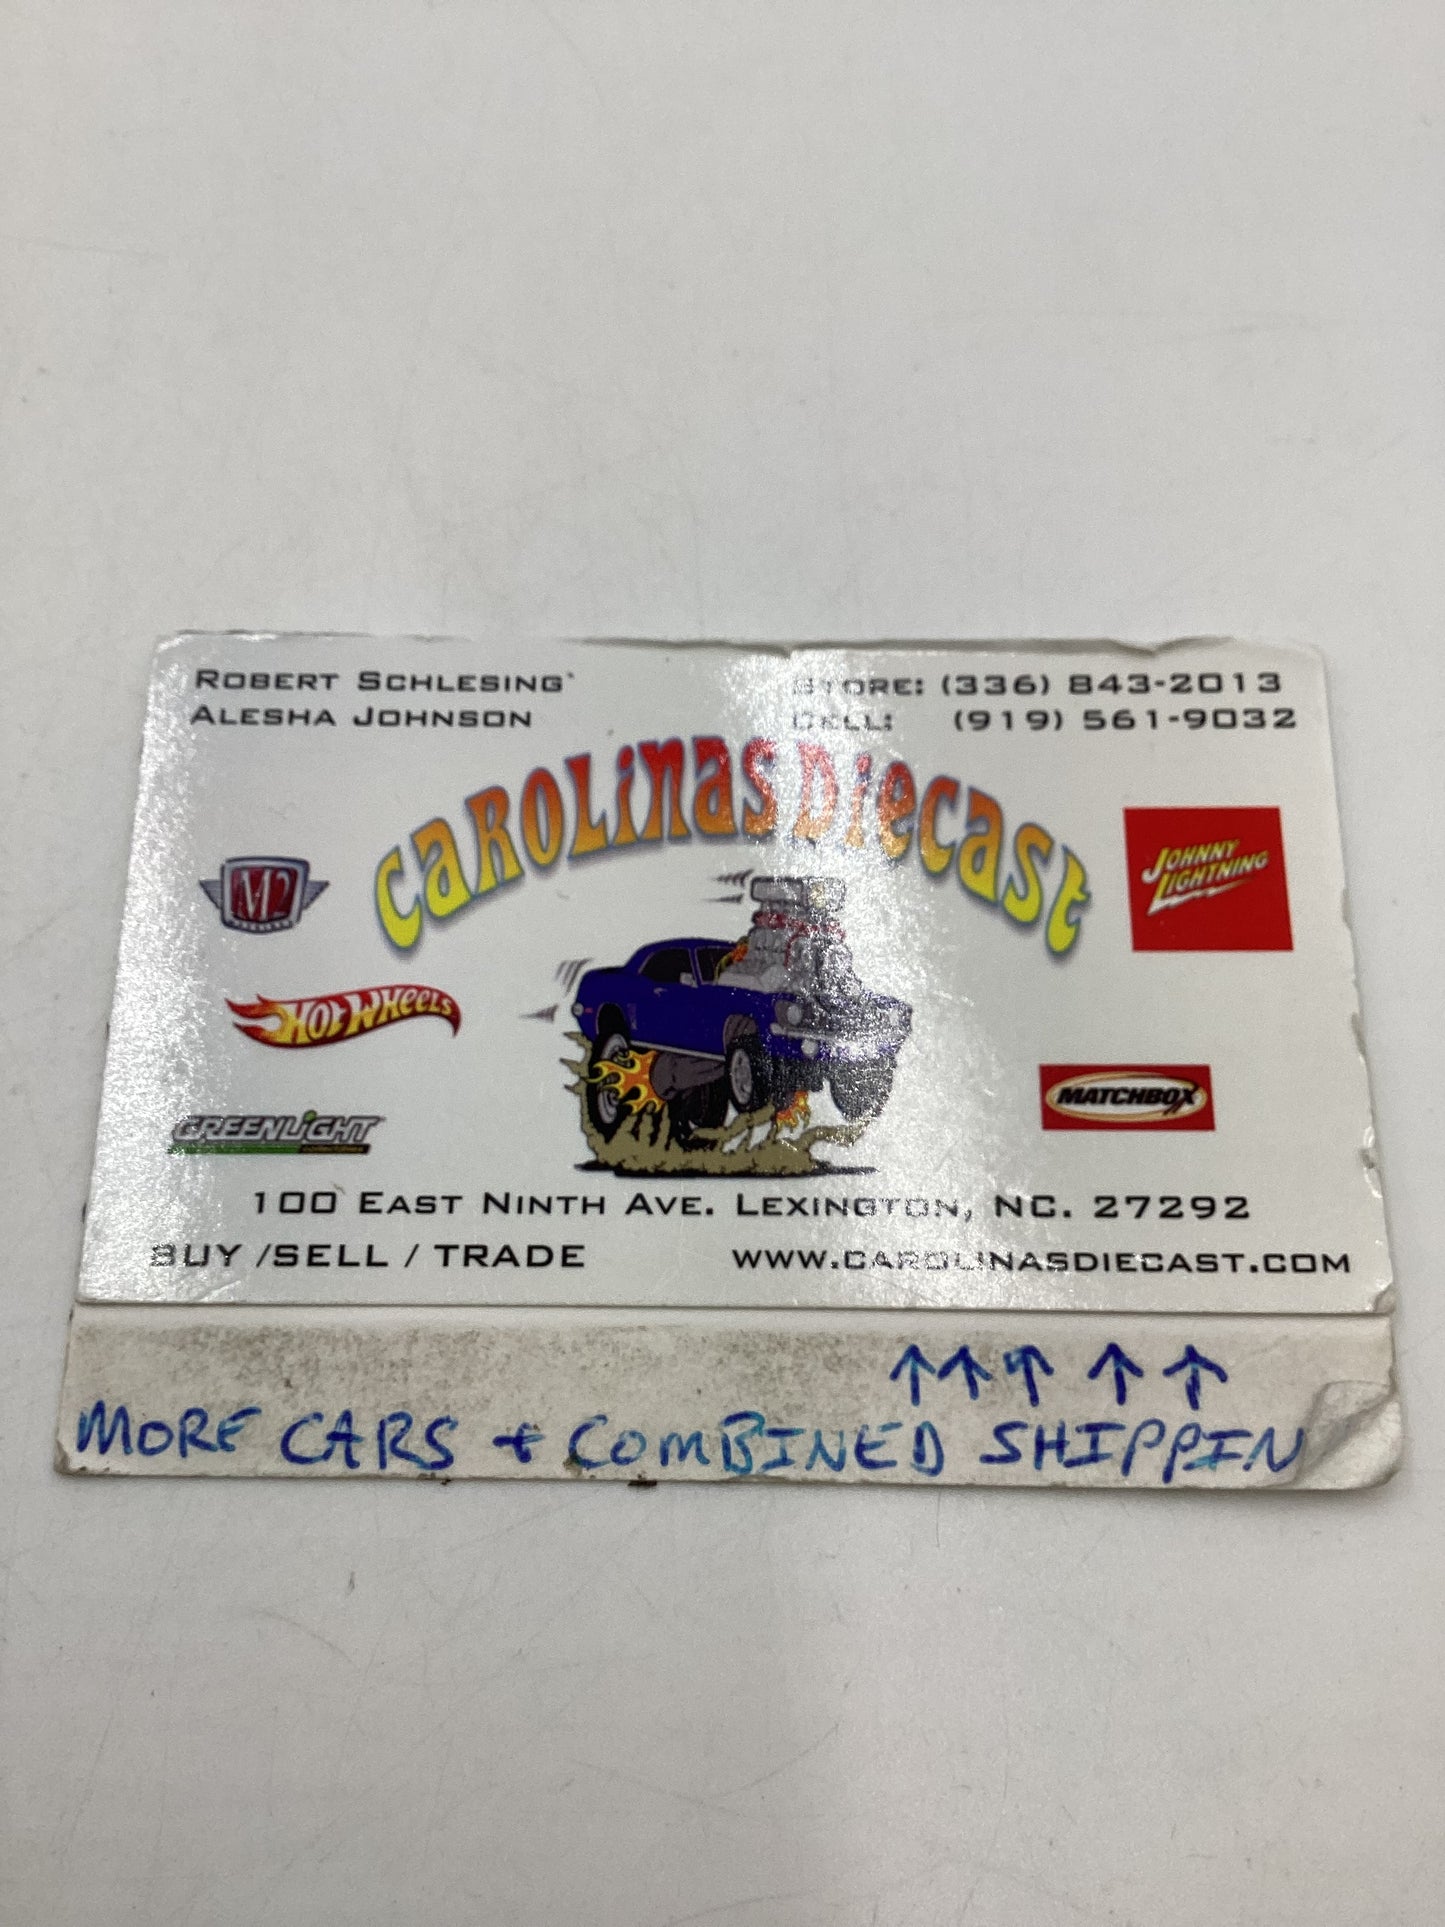 ROBERT SCHLESING
ALESHA JOHNSON
STORE: (336) 843-2013
CELL: (919) 561-9032
CAROLINAS DIECAST
M2
JOHNNY LIGHTNING
HOT WHEELS
MATCHBOX
GREENLIGHT
100 EAST NINTH AVE. LEXINGTON, NC. 27292
BUY /SELL / TRADE
WWW.CAROLINASDIECAST.COM
↑↑↑↑↑
MORE CARS + COMBINED SHIPPIN